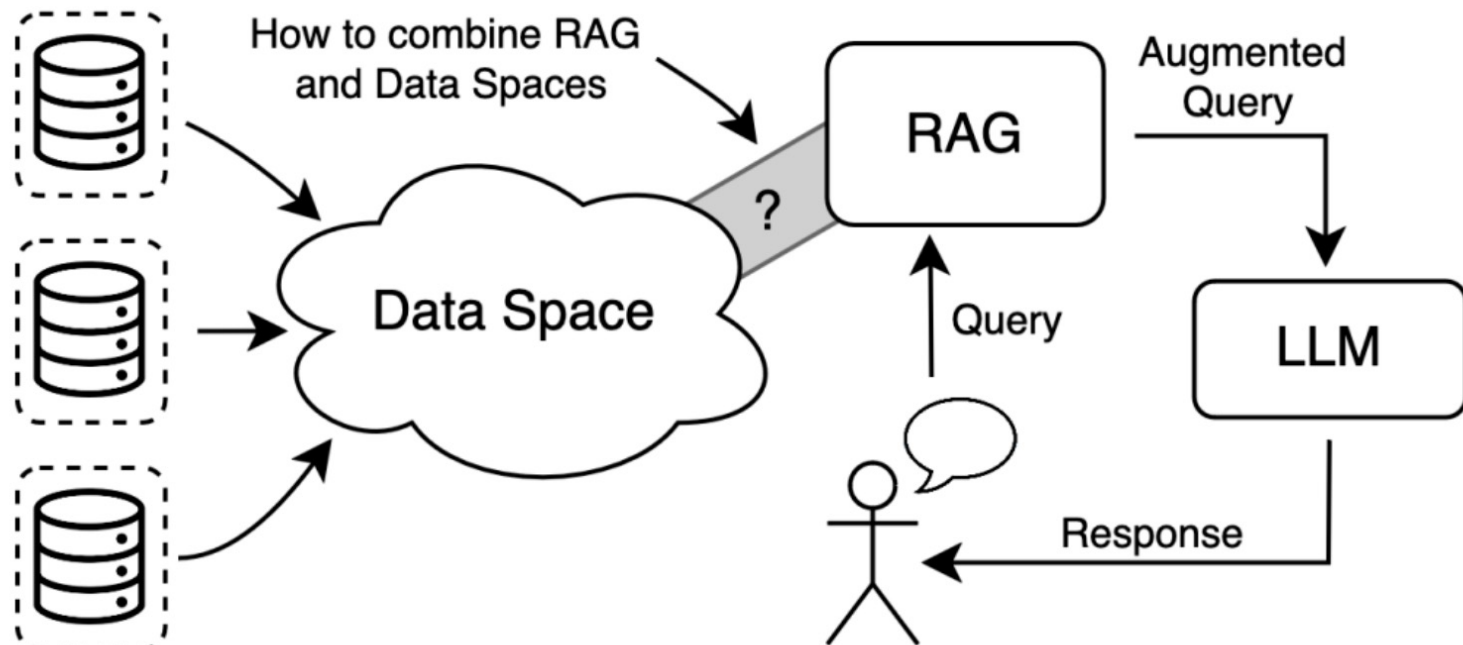 How to combine RAG
and Data Spaces
RAG
Augmented
Query
?
Data Space
Query
LLM
Response